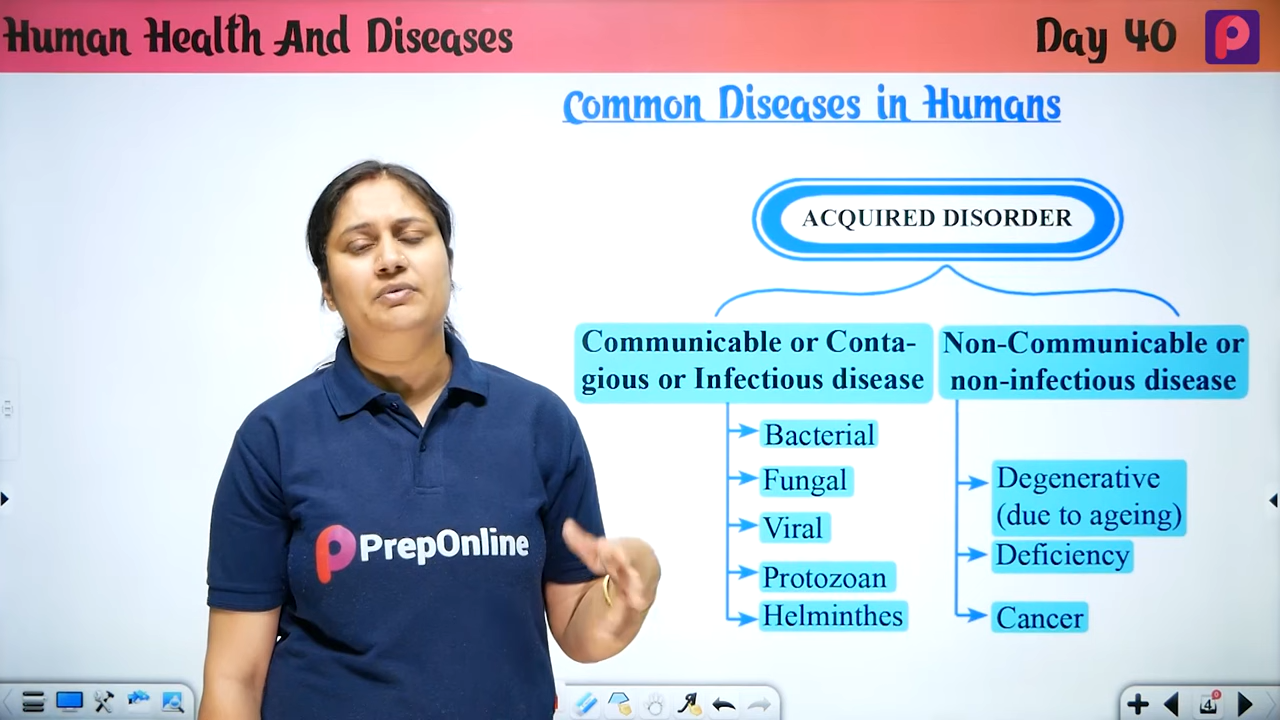 Human Health And Diseases
Day 40
Common Diseases in Humans
ACQUIRED DISORDER
Communicable or Conta-
gious or Infectious disease
Non-Communicable or
non-infectious disease
Bacterial
Fungal
Viral
Protozoan
Helminthes
Degenerative
(due to ageing)
Deficiency
Cancer
PrepOnline
4